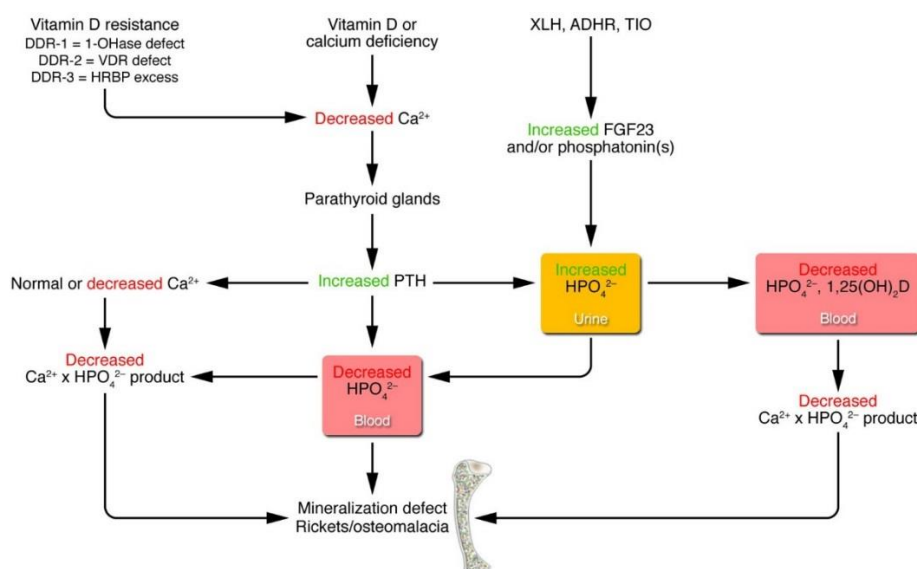 Vitamin D resistance
DDR-1 = 1-OHase defect
DDR-2 = VDR defect
DDR-3 = HRBP excess
Vitamin D or
calcium deficiency
XLH, ADHR, TIO
Decreased Ca²⁺
Increased FGF23
and/or phosphatonin(s)
Parathyroid glands
Normal or decreased Ca²⁺
Increased PTH
Increased
HPO₄²⁻
Urine
Decreased
HPO₄²⁻, 1,25(OH)₂D
Blood
Decreased
Ca²⁺ x HPO₄²⁻ product
Decreased
HPO₄²⁻
Blood
Decreased
Ca²⁺ x HPO₄²⁻ product
Mineralization defect
Rickets/osteomalacia